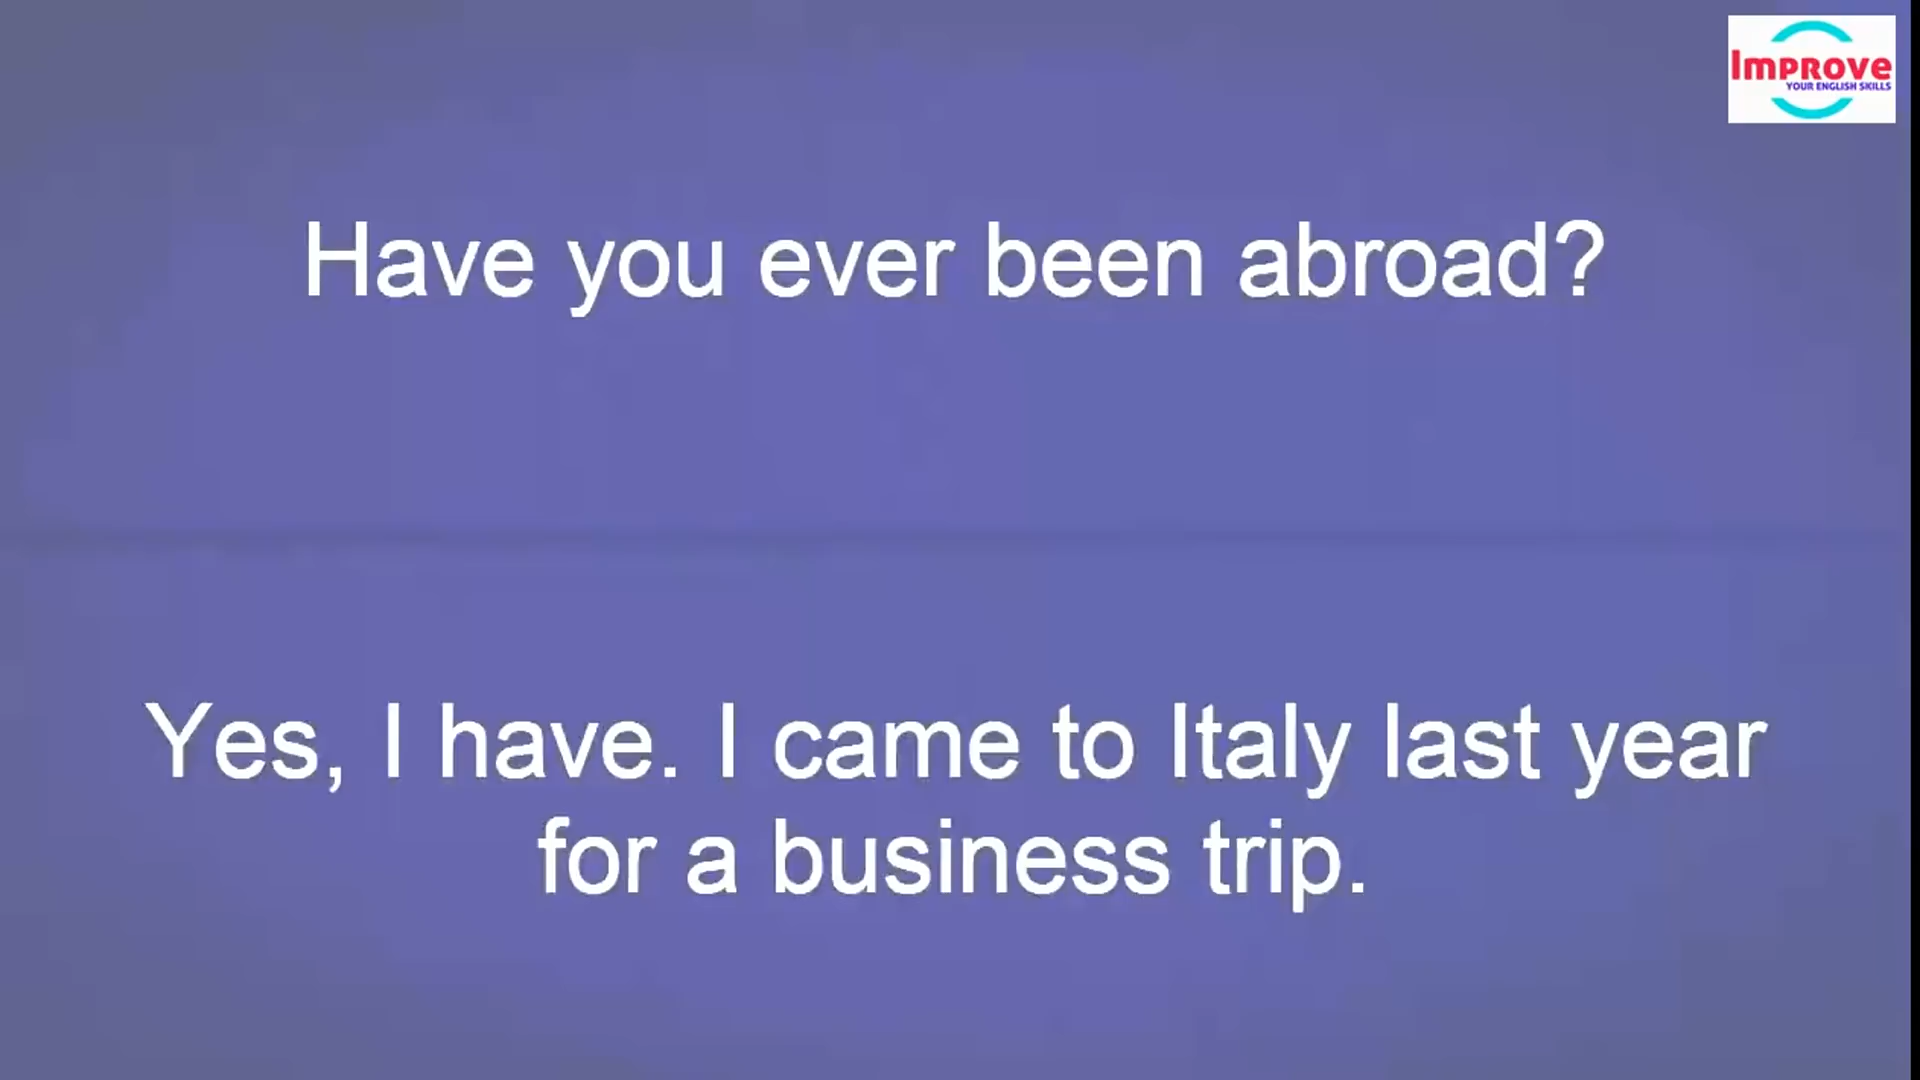 Improve
YOUR ENGLISH SKILLS
Have you ever been abroad?
Yes, I have. I came to Italy last year
for a business trip.